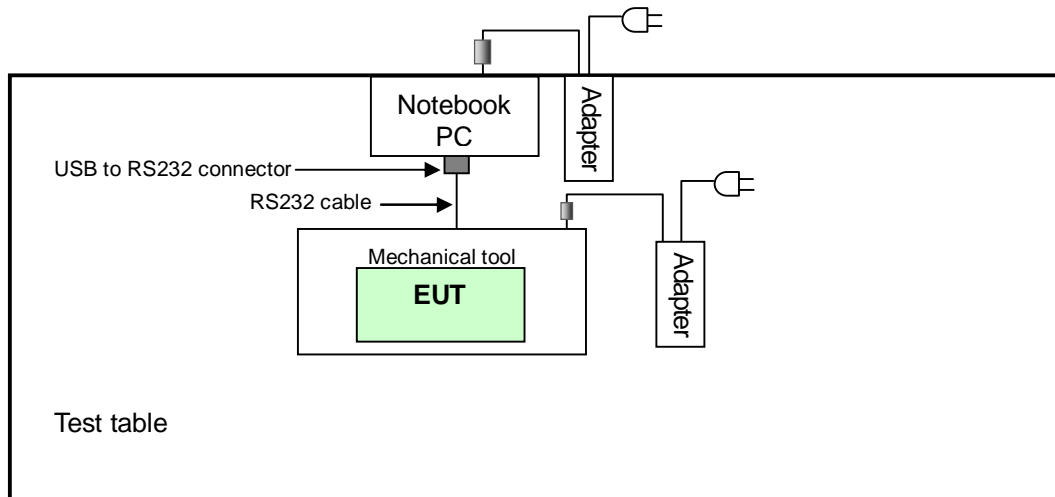 Notebook
PC
Adapter
USB to RS232 connector
RS232 cable
Mechanical tool
EUT
Adapter
Test table